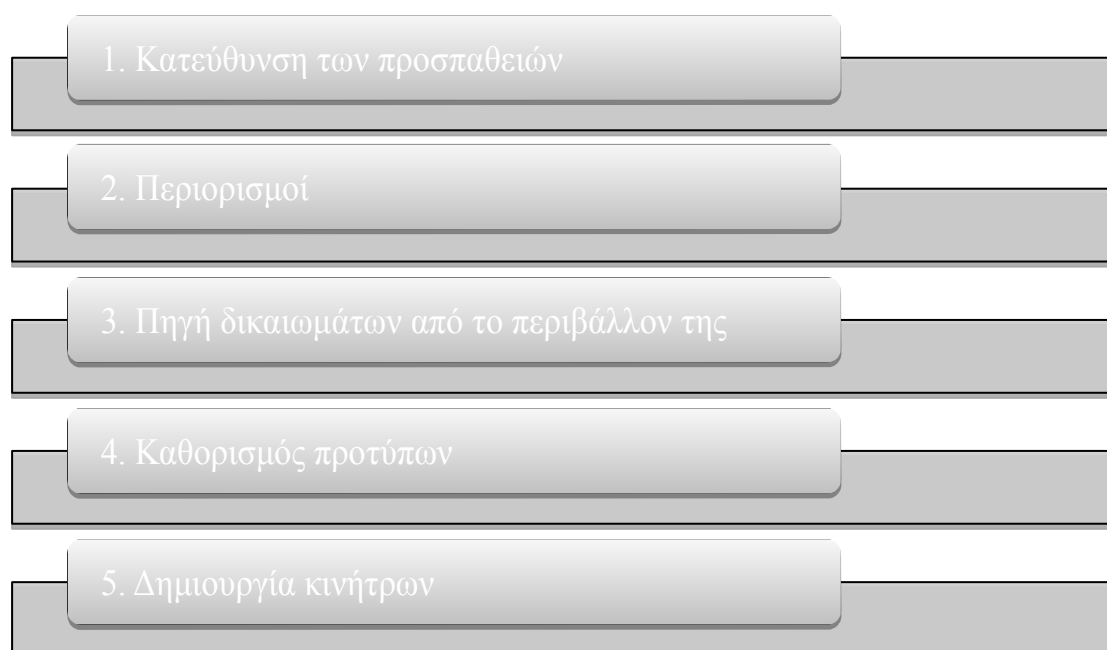 1. Κατεύθυνση των προσπαθειών
2. Περιορισμοί
3. Πηγή δικαιωμάτων από το περιβάλλον της
4. Καθορισμός προτύπων
5. Δημιουργία κινήτρων